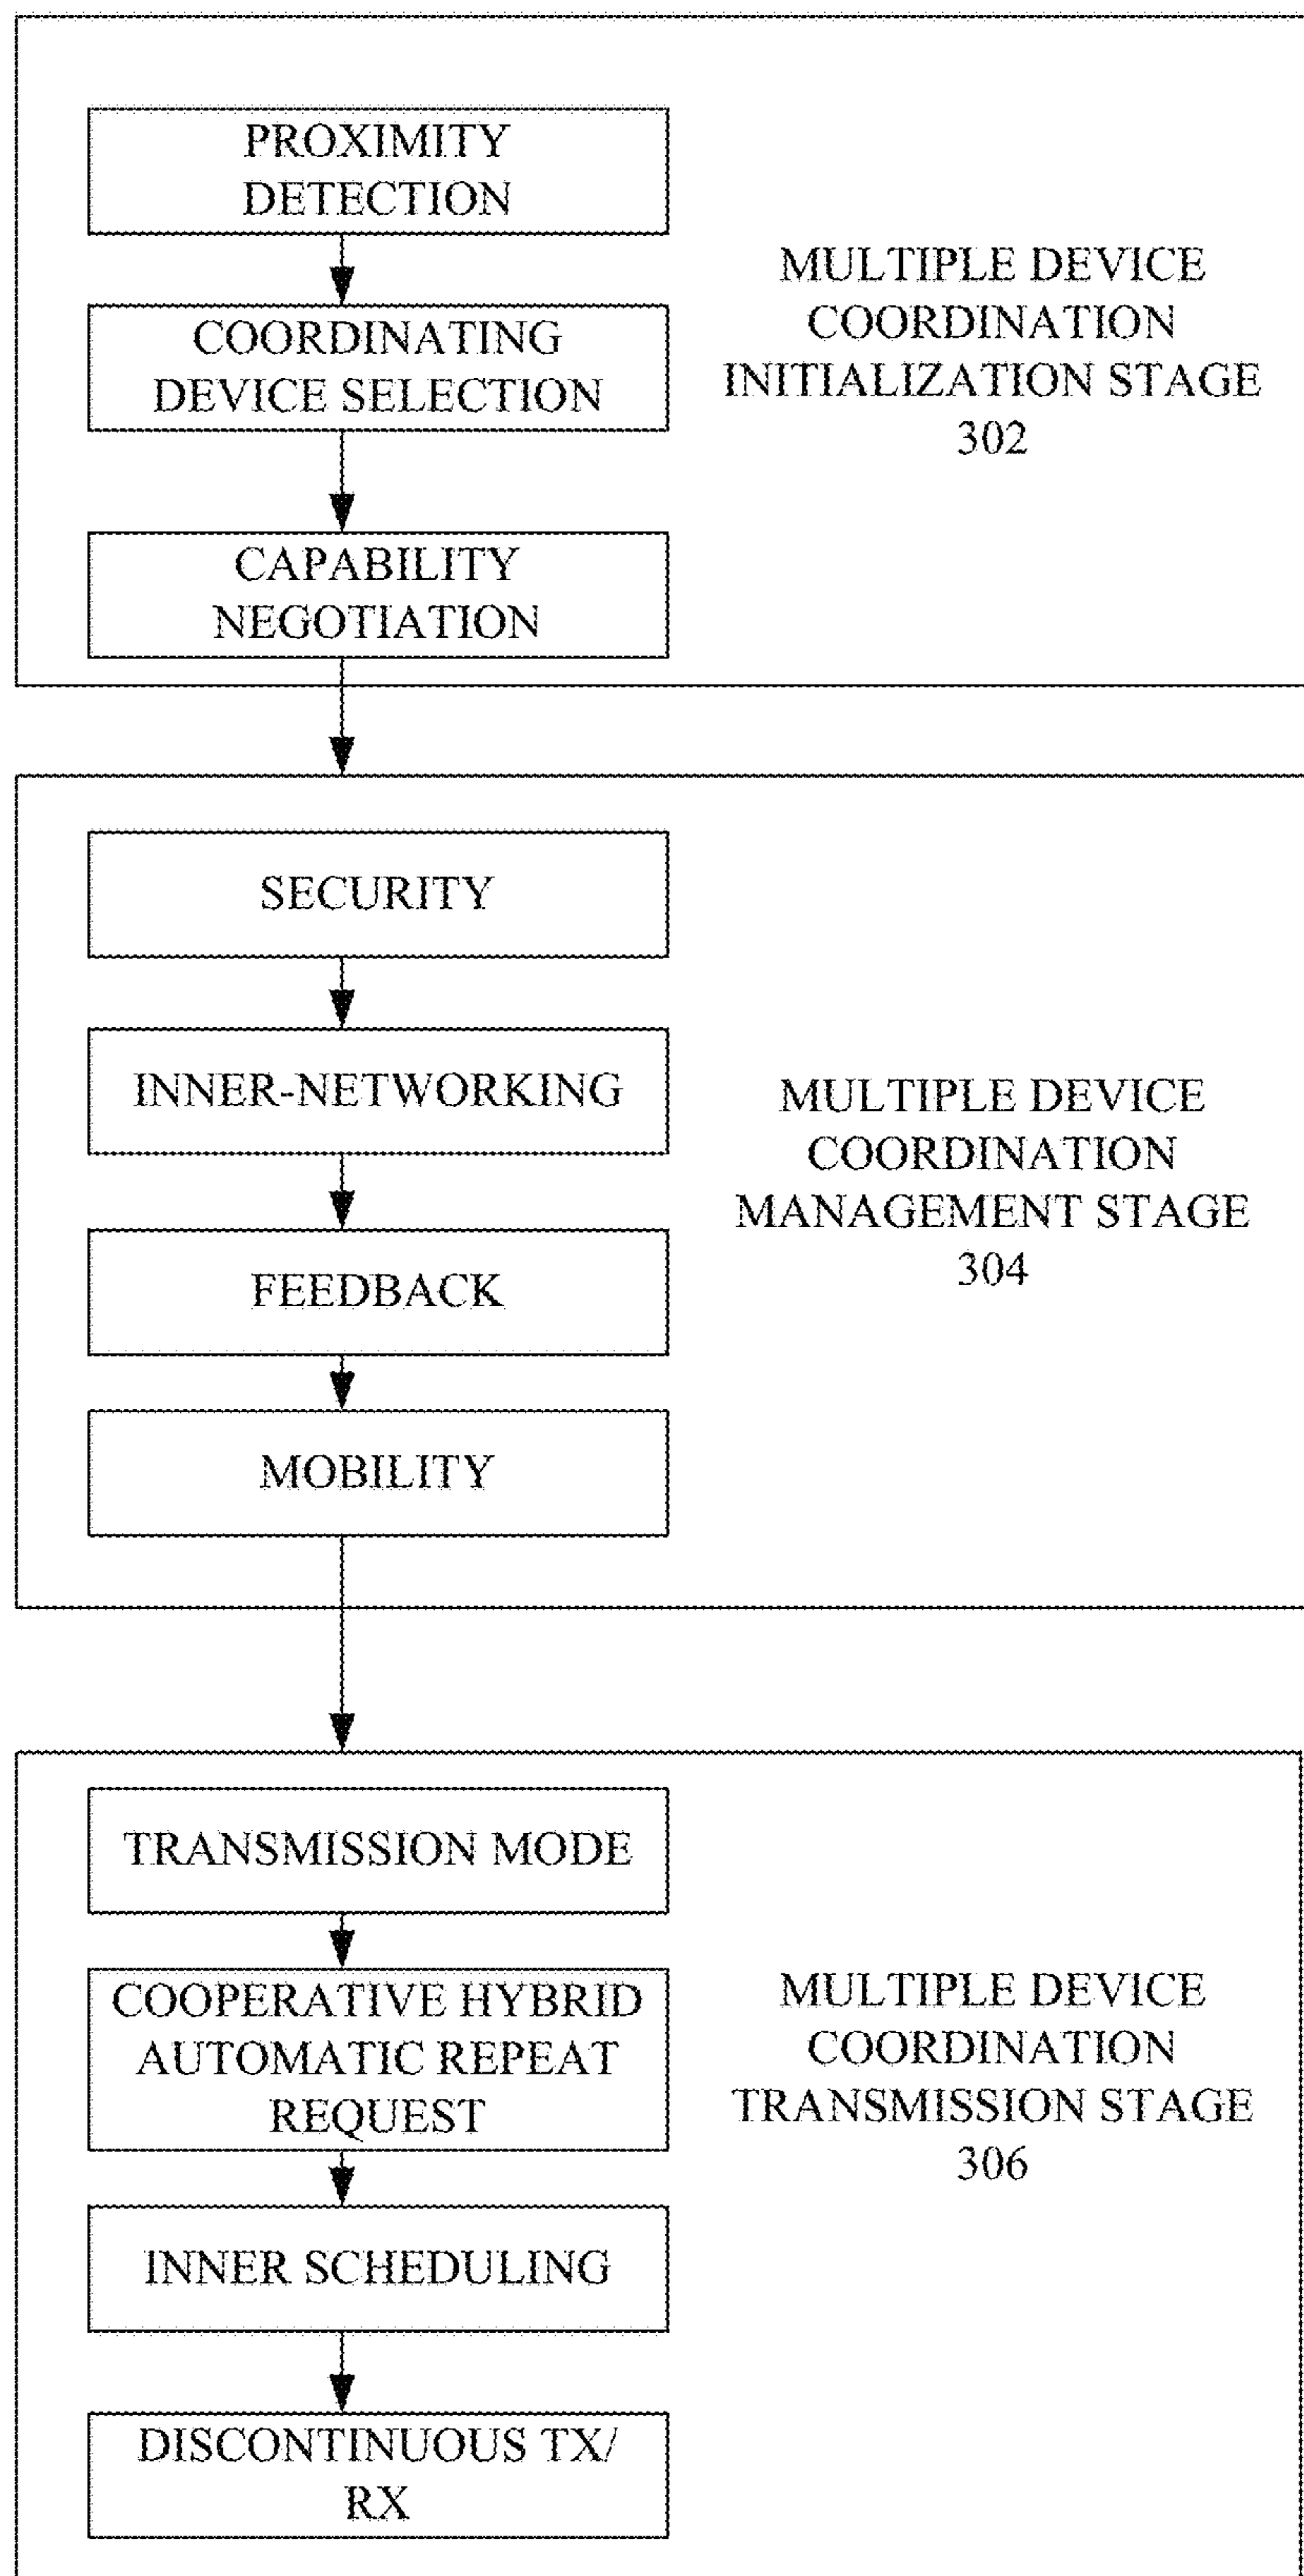 PROXIMITY
DETECTION
COORDINATING
DEVICE SELECTION
CAPABILITY
NEGOTIATION
MULTIPLE DEVICE
COORDINATION
INITIALIZATION STAGE
302
SECURITY
INNER-NETWORKING
FEEDBACK
MOBILITY
MULTIPLE DEVICE
COORDINATION
MANAGEMENT STAGE
304
TRANSMISSION MODE
COOPERATIVE HYBRID
AUTOMATIC REPEAT
REQUEST
INNER SCHEDULING
DISCONTINUOUS TX/
RX
MULTIPLE DEVICE
COORDINATION
TRANSMISSION STAGE
306